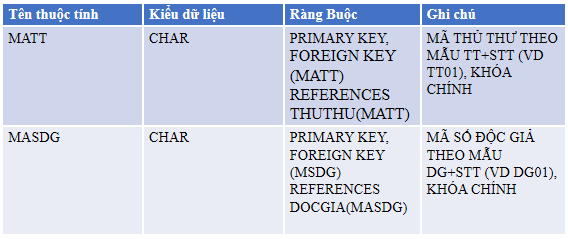 Tên thuộc tính Kiểu dữ liệu Ràng Buộc Ghi chú
MATT CHAR PRIMARY KEY, MÃ THỦ THƯ THEO
FOREIGN KEY MẪU TT+STT (VD
(MATT) TT01), KHÓA
REFERENCES CHÍNH
THUTHU(MATT)
MASDG CHAR PRIMARY KEY, MÃ SỐ ĐỘC GIẢ
FOREIGN KEY THEO MẪU
(MSDG) DG+STT (VD DG01),
REFERENCES KHÓA CHÍNH
DOCGIA(MASDG)